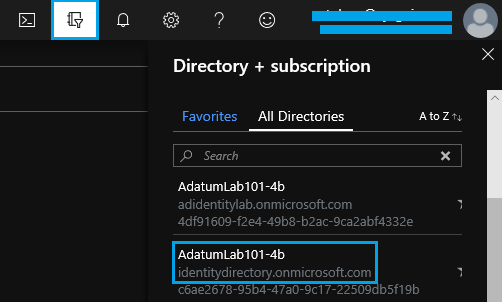 Directory + subscription
Favorites
All Directories
A to Z
Search
AdatumLab101-4b
adidentitylab.onmicrosoft.com
4df91609-f2e4-49b8-b2ac-9ca2abf4332e
AdatumLab101-4b
identitydirectory.onmicrosoft.com
c6ae2678-95b4-47a0-9c17-22509db5f19b